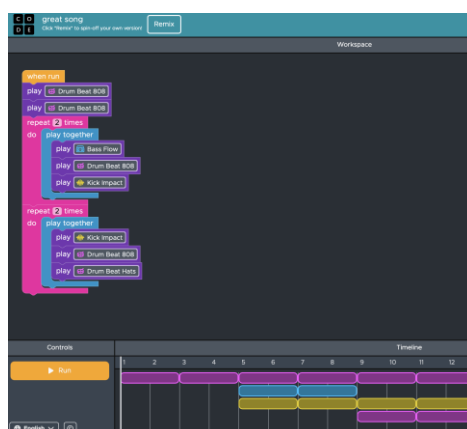 C O
D E
great song
Click "Remix" to spin off your own version!
Remix
Workspace
when run
play Drum Beat 808
play Drum Beat 808
repeat 2 times
do play together
play Bass Flow
play Drum Beat 808
play Kick Impact
repeat 2 times
do play together
play Kick Impact
play Drum Beat 808
play Drum Beat Hats
Controls
Timeline
Run
1 2 3 4 5 6 7 8 9 10 11 12
English